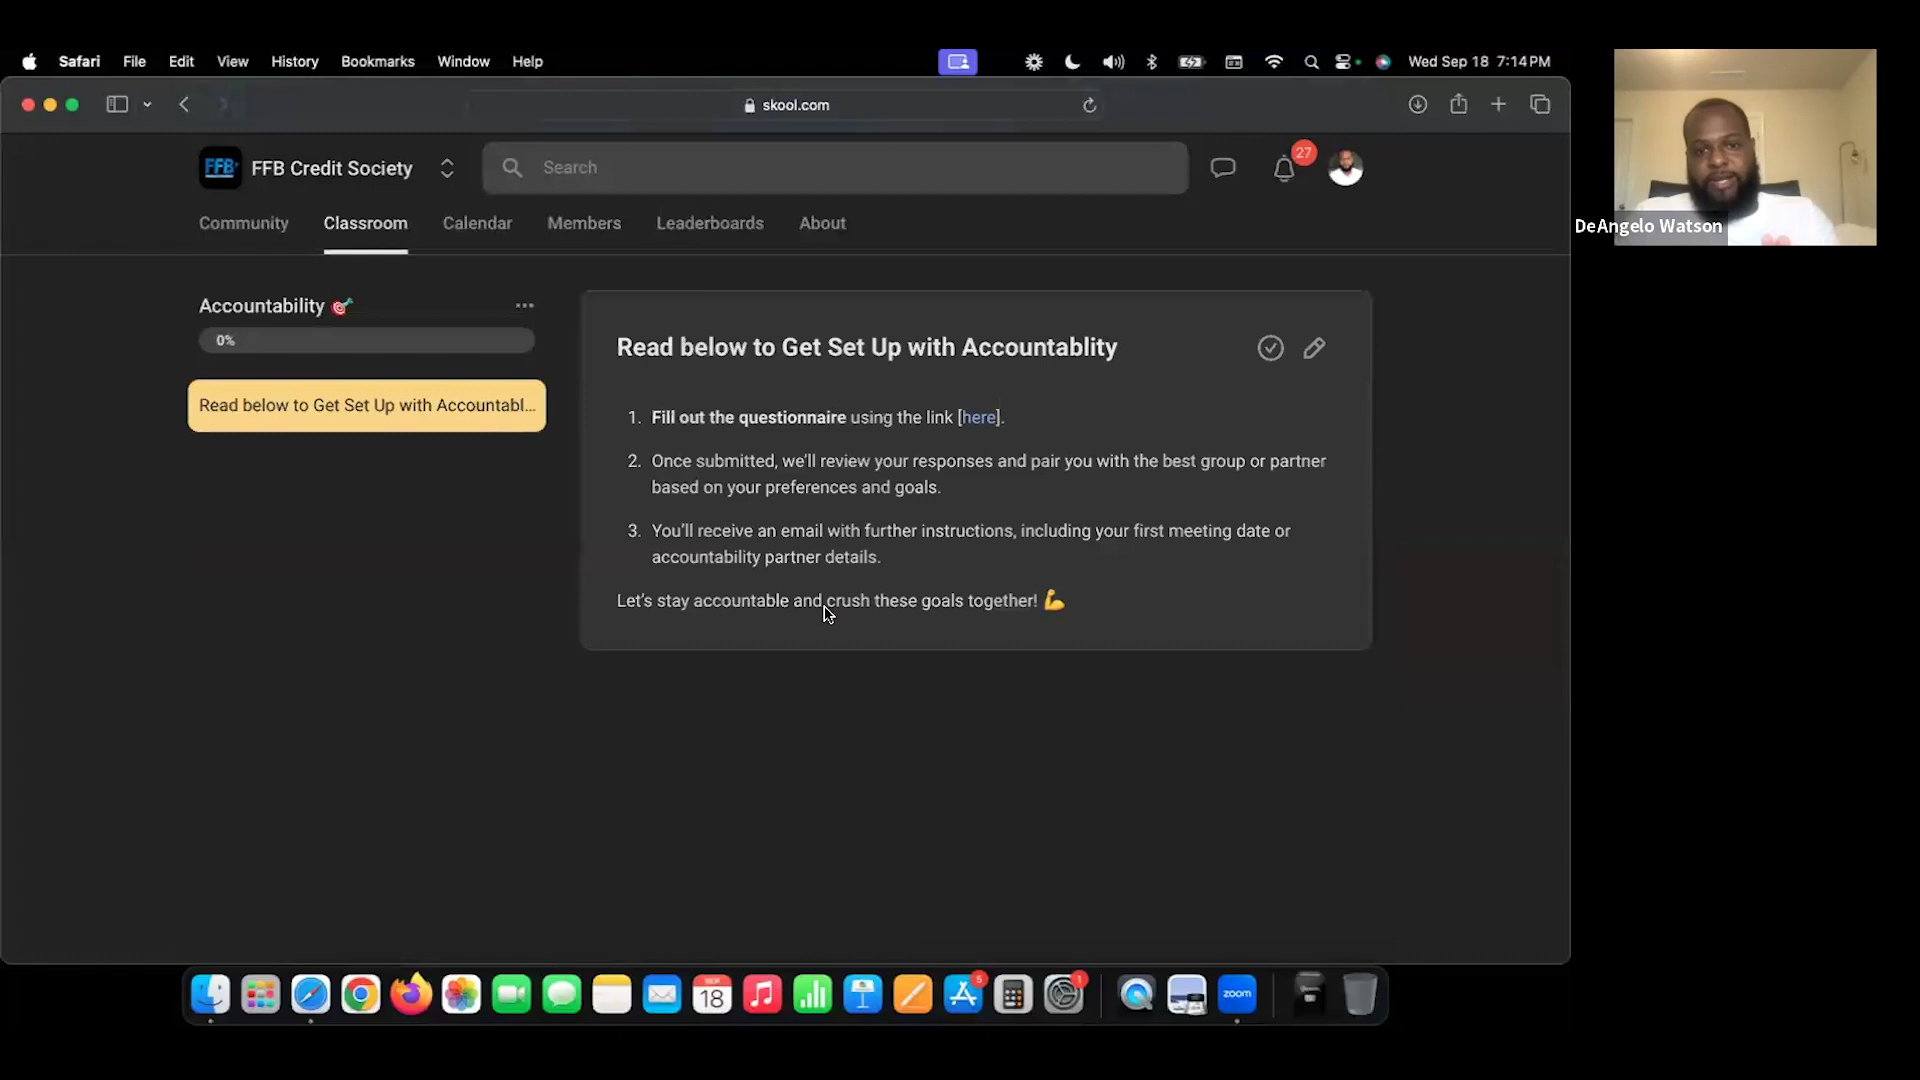 Safari File Edit View History Bookmarks Window Help Wed Sep 18 7:14 PM
skool.com
FFB FFB Credit Society Search 27
Community Classroom Calendar Members Leaderboards About
Accountability
0%
Read below to Get Set Up with Accountabl...
Read below to Get Set Up with Accountablity
1. Fill out the questionnaire using the link [here].
2. Once submitted, we'll review your responses and pair you with the best group or partner
based on your preferences and goals.
3. You'll receive an email with further instructions, including your first meeting date or
accountability partner details.
Let's stay accountable and crush these goals together! 💪
DeAngelo Watson
SEP
18
5
1
zoom